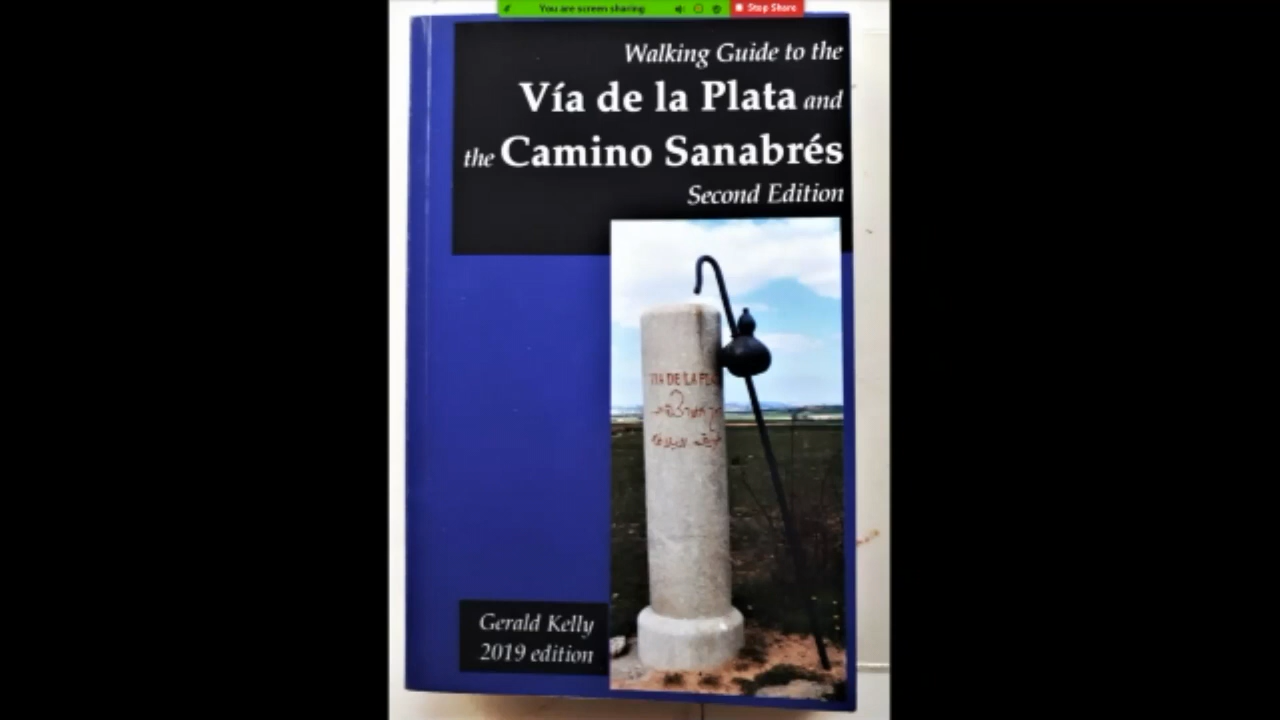 You are screen sharing
Stop Share
Walking Guide to the
Vía de la Plata and
the Camino Sanabrés
Second Edition
VIA DE LA PLA
Gerald Kelly
2019 edition